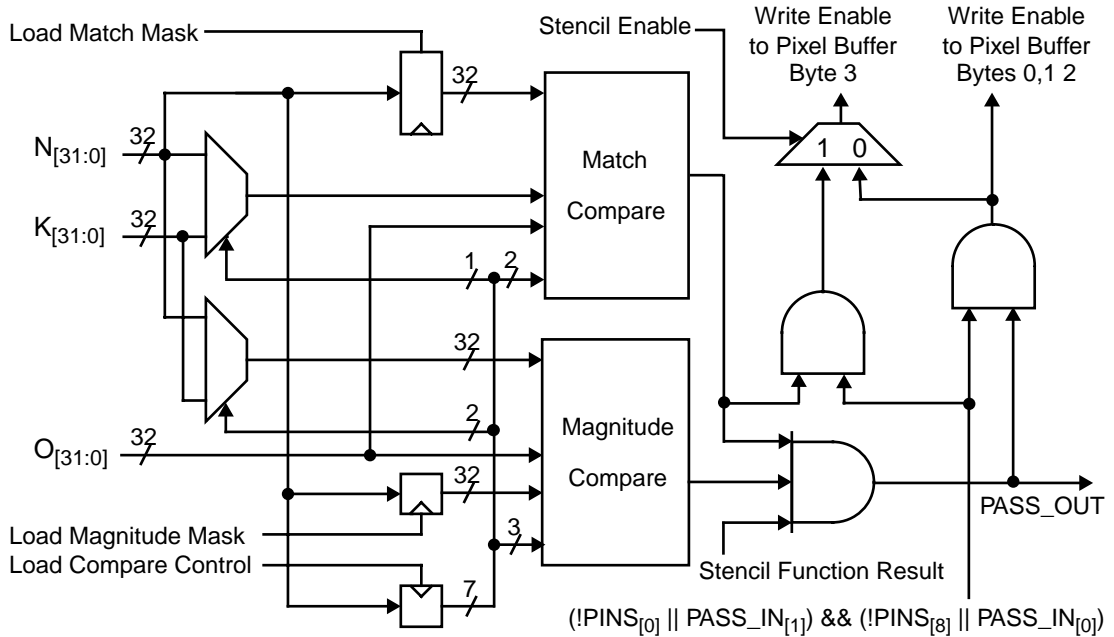 Load Match Mask
Stencil Enable
Write Enable
to Pixel Buffer
Byte 3
Write Enable
to Pixel Buffer
Bytes 0,1 2
32
N[31:0]
32
1 0
Match
Compare
K[31:0]
32
1
2
32
2
Magnitude
Compare
O[31:0]
32
32
PASS_OUT
Load Magnitude Mask
3
Load Compare Control
Stencil Function Result
7
(!PINS[0] || PASS_IN[1]) && (!PINS[8] || PASS_IN[0])